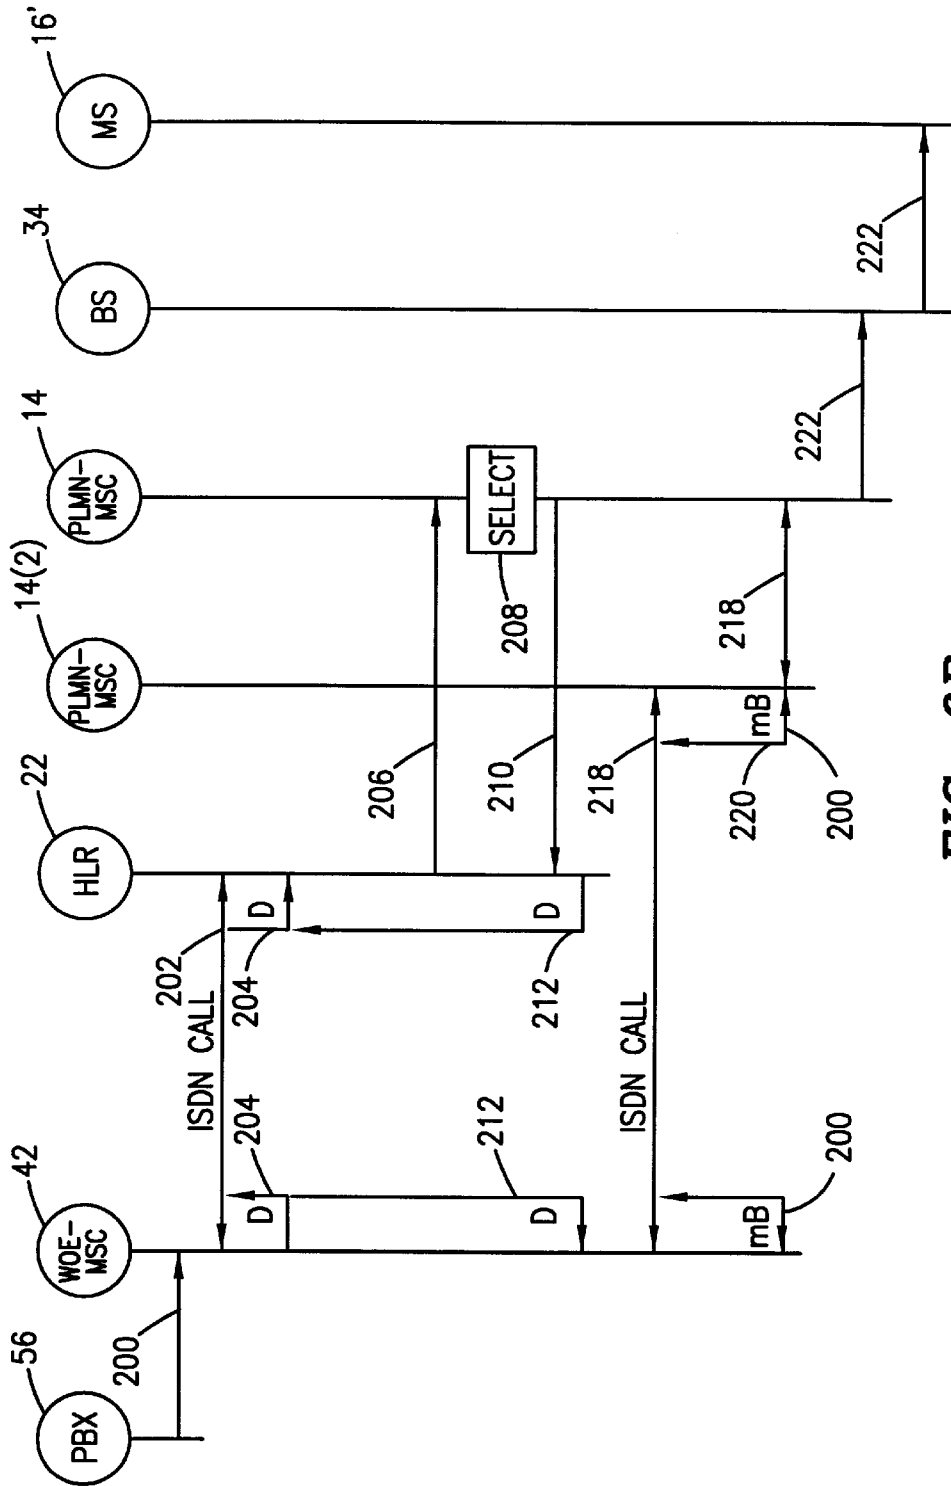 56
42
22
14(2)
14
34
16'
PBX
WOE-
MSC
HLR
PLMN-
MSC
PLMN-
MSC
BS
MS
200
ISDN CALL
202
D
204
D
204
206
SELECT
208
210
D
212
D
212
ISDN CALL
218
mB
200
mB
220
200
218
222
222
FIG.